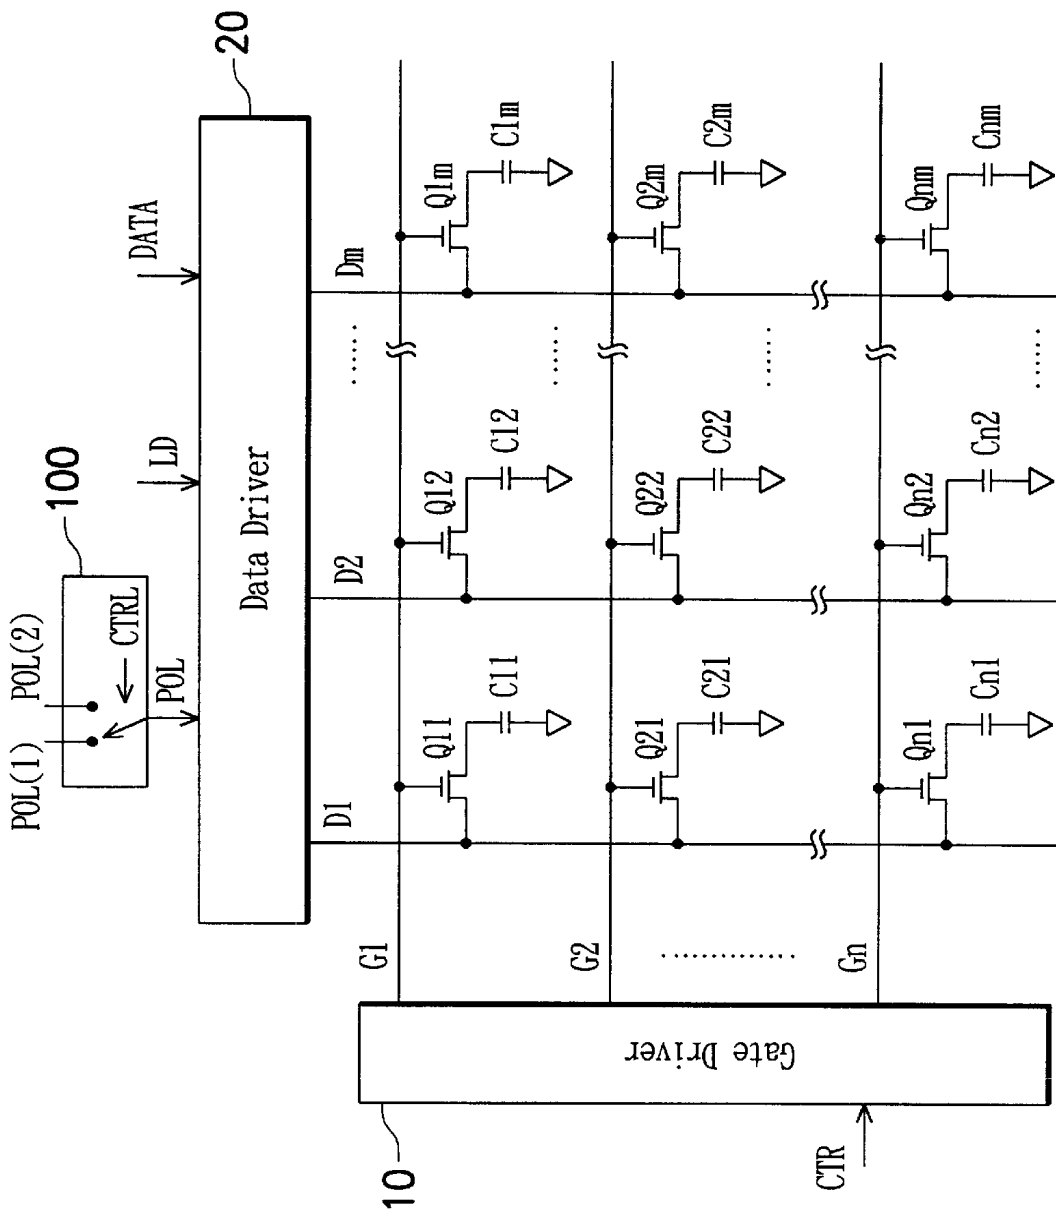 POL(1) POL(2)
100
CTRL
POL
LD
DATA
20
Data Driver
D1
D2
......
Dm
G1
Q11
C11
Q12
C12
......
Q1m
C1m
G2
Q21
C21
Q22
C22
......
Q2m
C2m
..............
Gn
Qn1
Cn1
Qn2
Cn2
......
Qnm
Cnm
Gate Driver
10
CTR